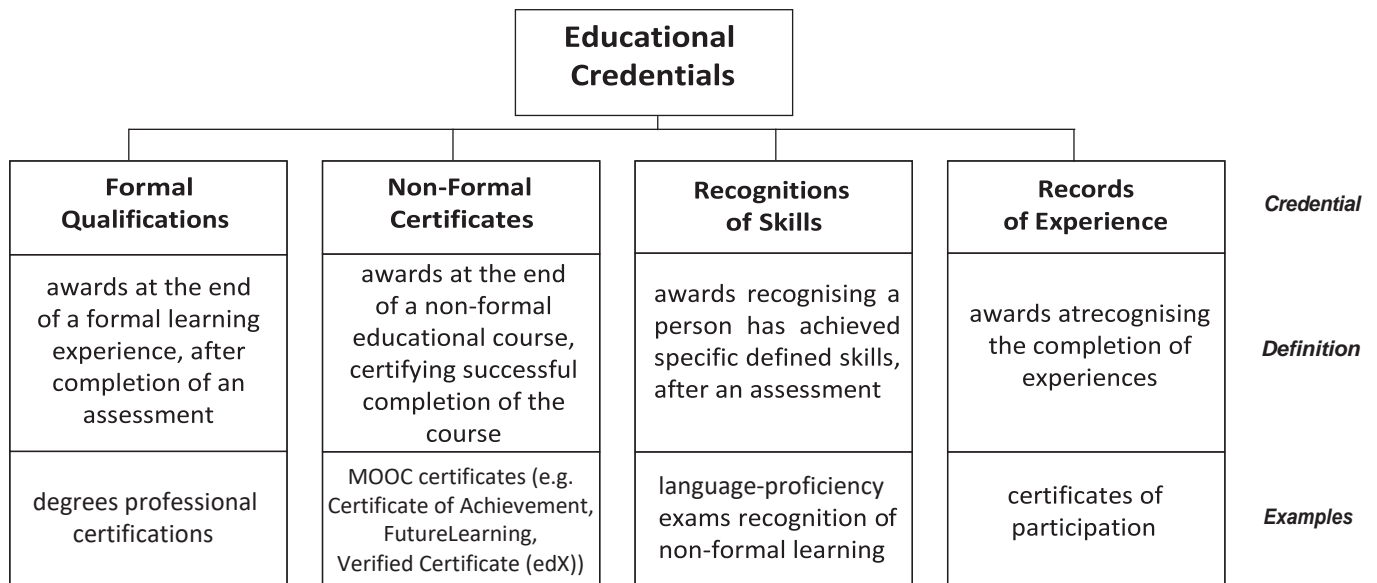 Educational
Credentials
Formal
Qualifications
Non-Formal
Certificates
Recognitions
of Skills
Records
of Experience
Credential
awards at the end
of a formal learning
experience, after
completion of an
assessment
awards at the end
of a non-formal
educational course,
certifying successful
completion of the
course
awards recognising a
person has achieved
specific defined skills,
after an assessment
awards atrecognising
the completion of
experiences
Definition
degrees professional
certifications
MOOC certificates (e.g.
Certificate of Achievement,
FutureLearning,
Verified Certificate (edX))
language-proficiency
exams recognition of
non-formal learning
certificates of
participation
Examples